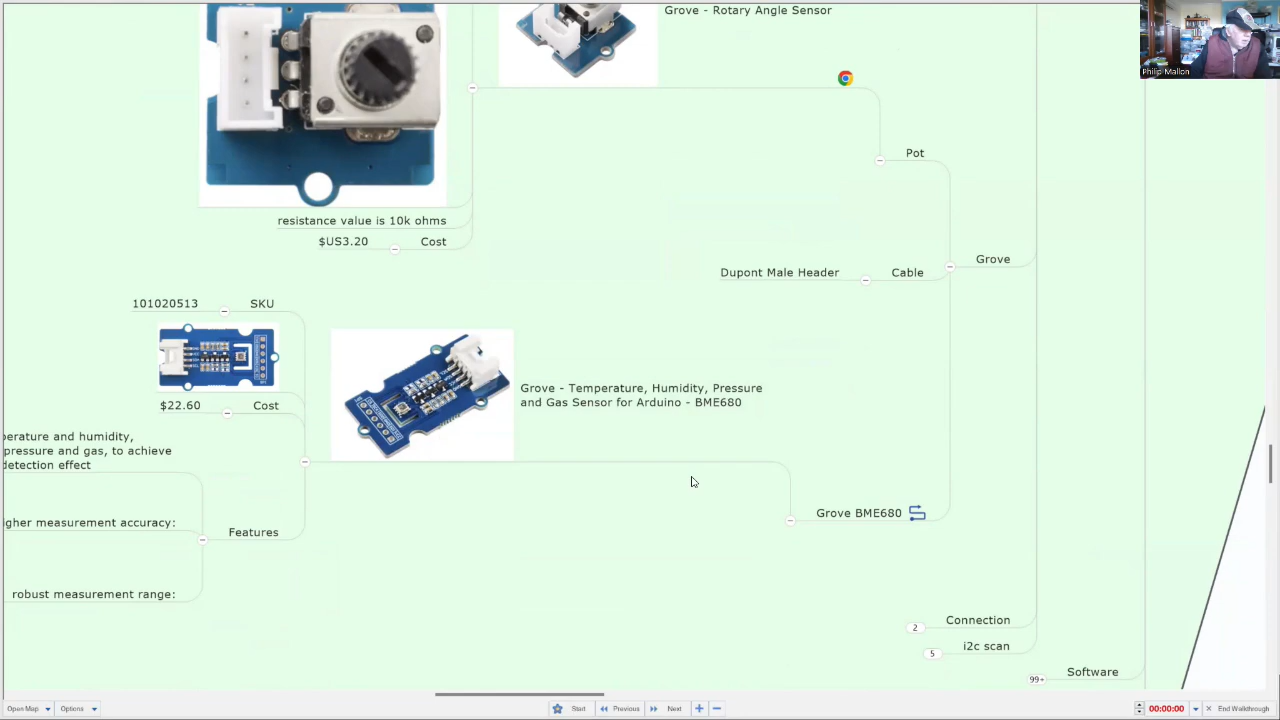 Grove - Rotary Angle Sensor
Philip Mallon
Pot
resistance value is 10k ohms
$US3.20
Cost
Grove
Dupont Male Header
Cable
101020513
SKU
Grove - Temperature, Humidity, Pressure
and Gas Sensor for Arduino - BME680
$22.60
Cost
perature and humidity,
pressure and gas, to achieve
detection effect
Grove BME680
igher measurement accuracy:
Features
robust measurement range:
2
Connection
5
i2c scan
99+
Software
Open Map
Options
Start
Previous
Next
00:00:00
End Walkthrough